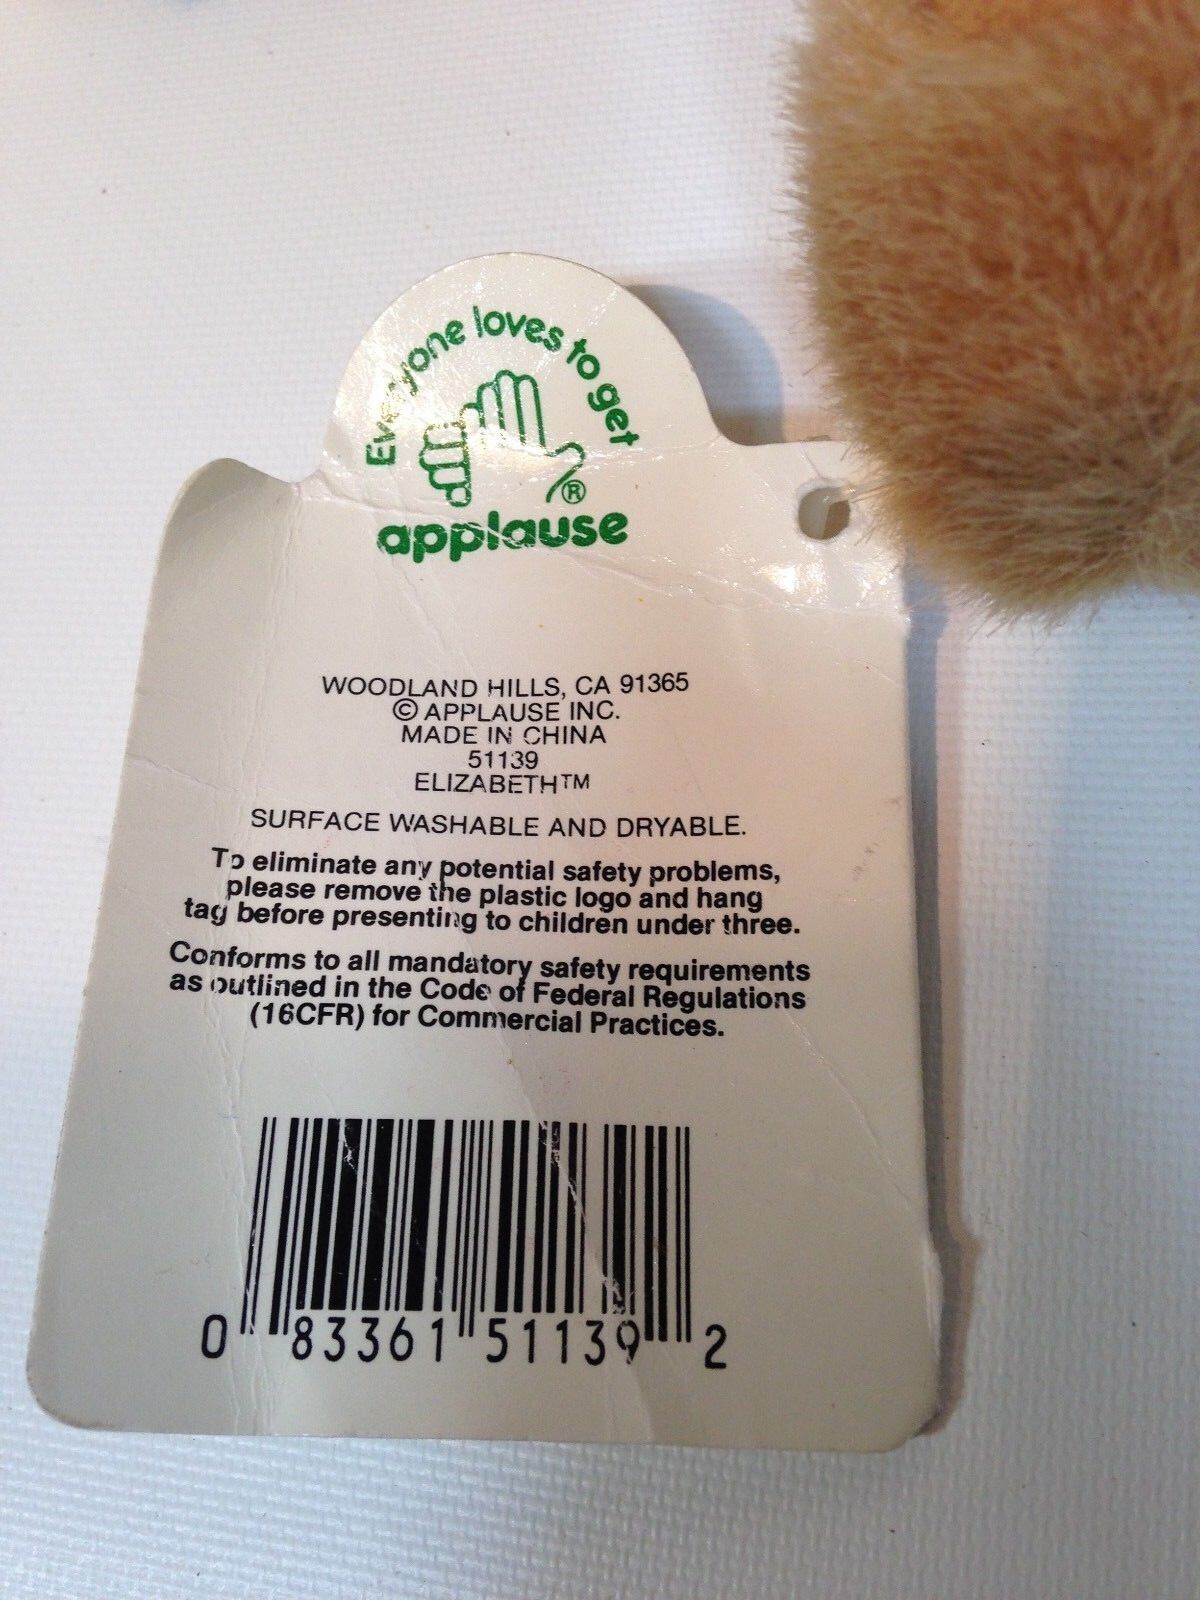 Everyone loves to get
®
applause
WOODLAND HILLS, CA 91365
© APPLAUSE INC.
MADE IN CHINA
51139
ELIZABETH™
SURFACE WASHABLE AND DRYABLE.
To eliminate any potential safety problems,
please remove the plastic logo and hang
tag before presenting to children under three.
Conforms to all mandatory safety requirements
as outlined in the Code of Federal Regulations
(16CFR) for Commercial Practices.
0 83361 51139 2